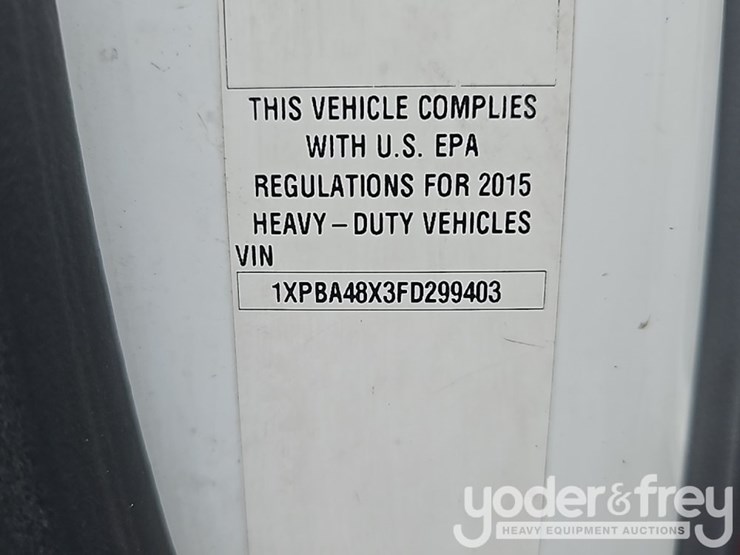 THIS VEHICLE COMPLIES
WITH U.S. EPA
REGULATIONS FOR 2015
HEAVY-DUTY VEHICLES
VIN
1XPBA48X3FD299403
yoder&frey
HEAVY EQUIPMENT AUCTIONS